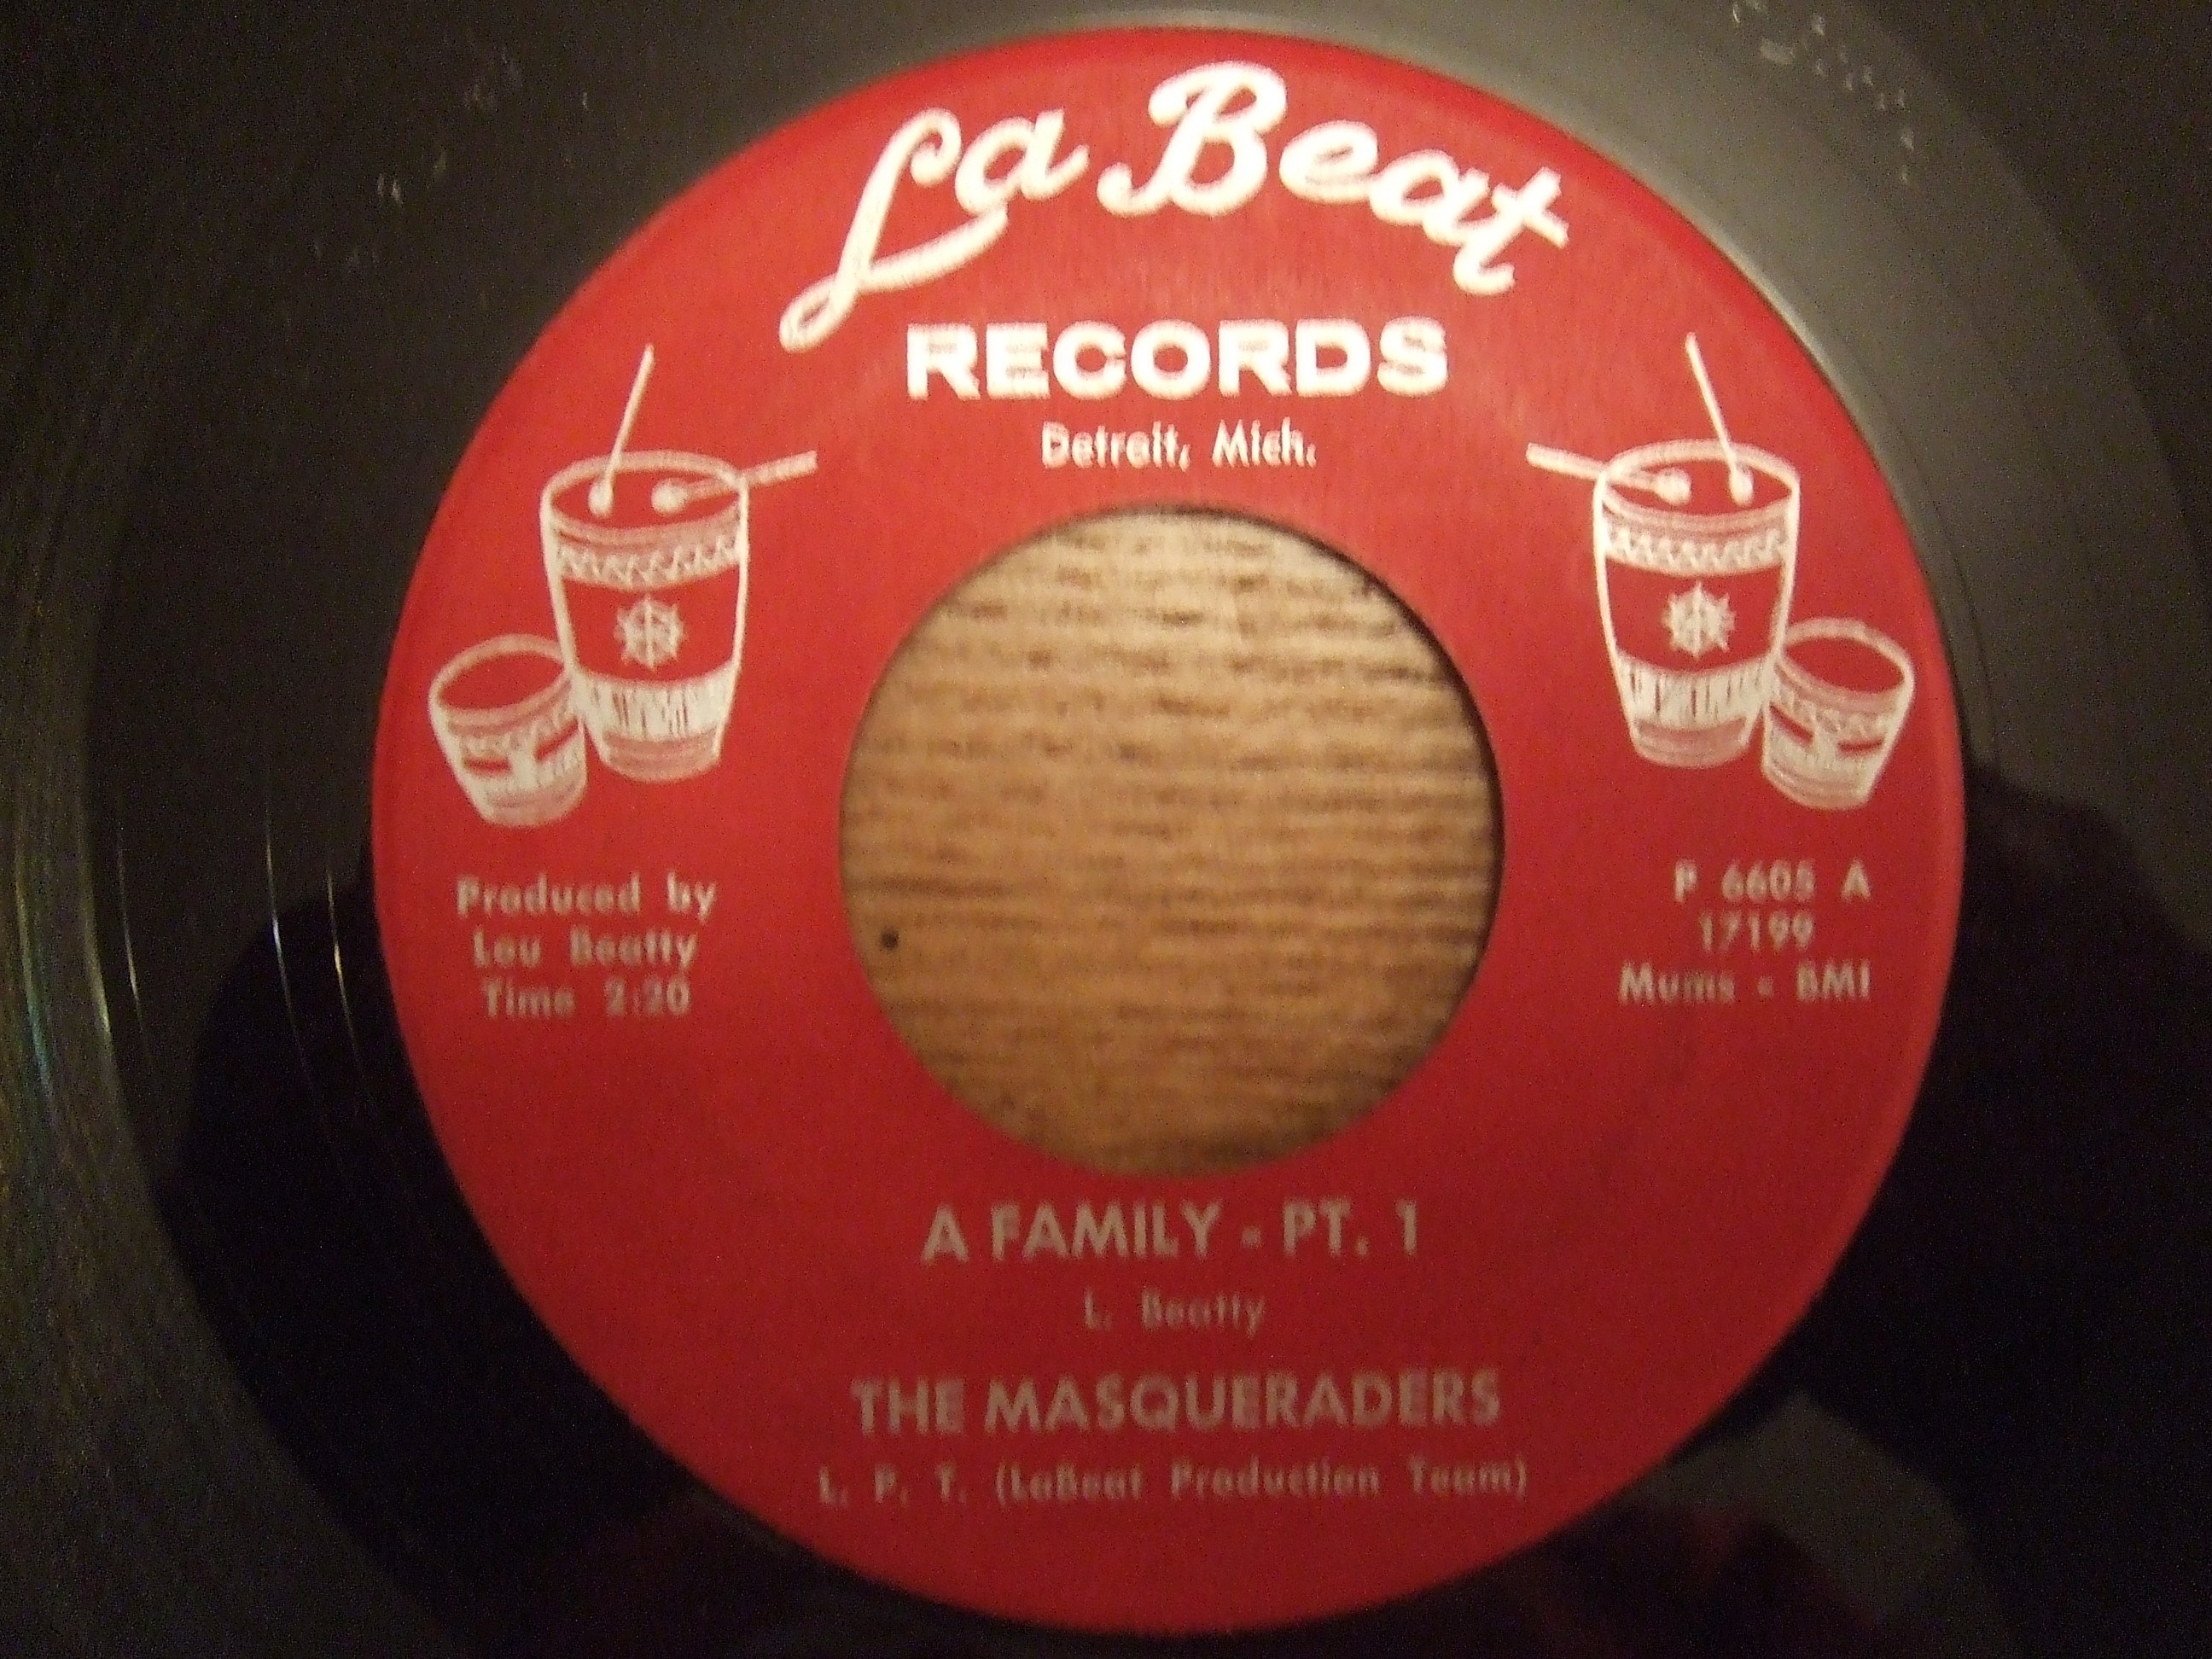 La Beat
RECORDS
Detroit, Mich.
Produced by
Lou Beatty
Time 2:20
P 6605 A
17199
Mums - BMI
A FAMILY - PT. 1
L. Beatty
THE MASQUERADERS
L. P. T. (LaBeat Production Team)